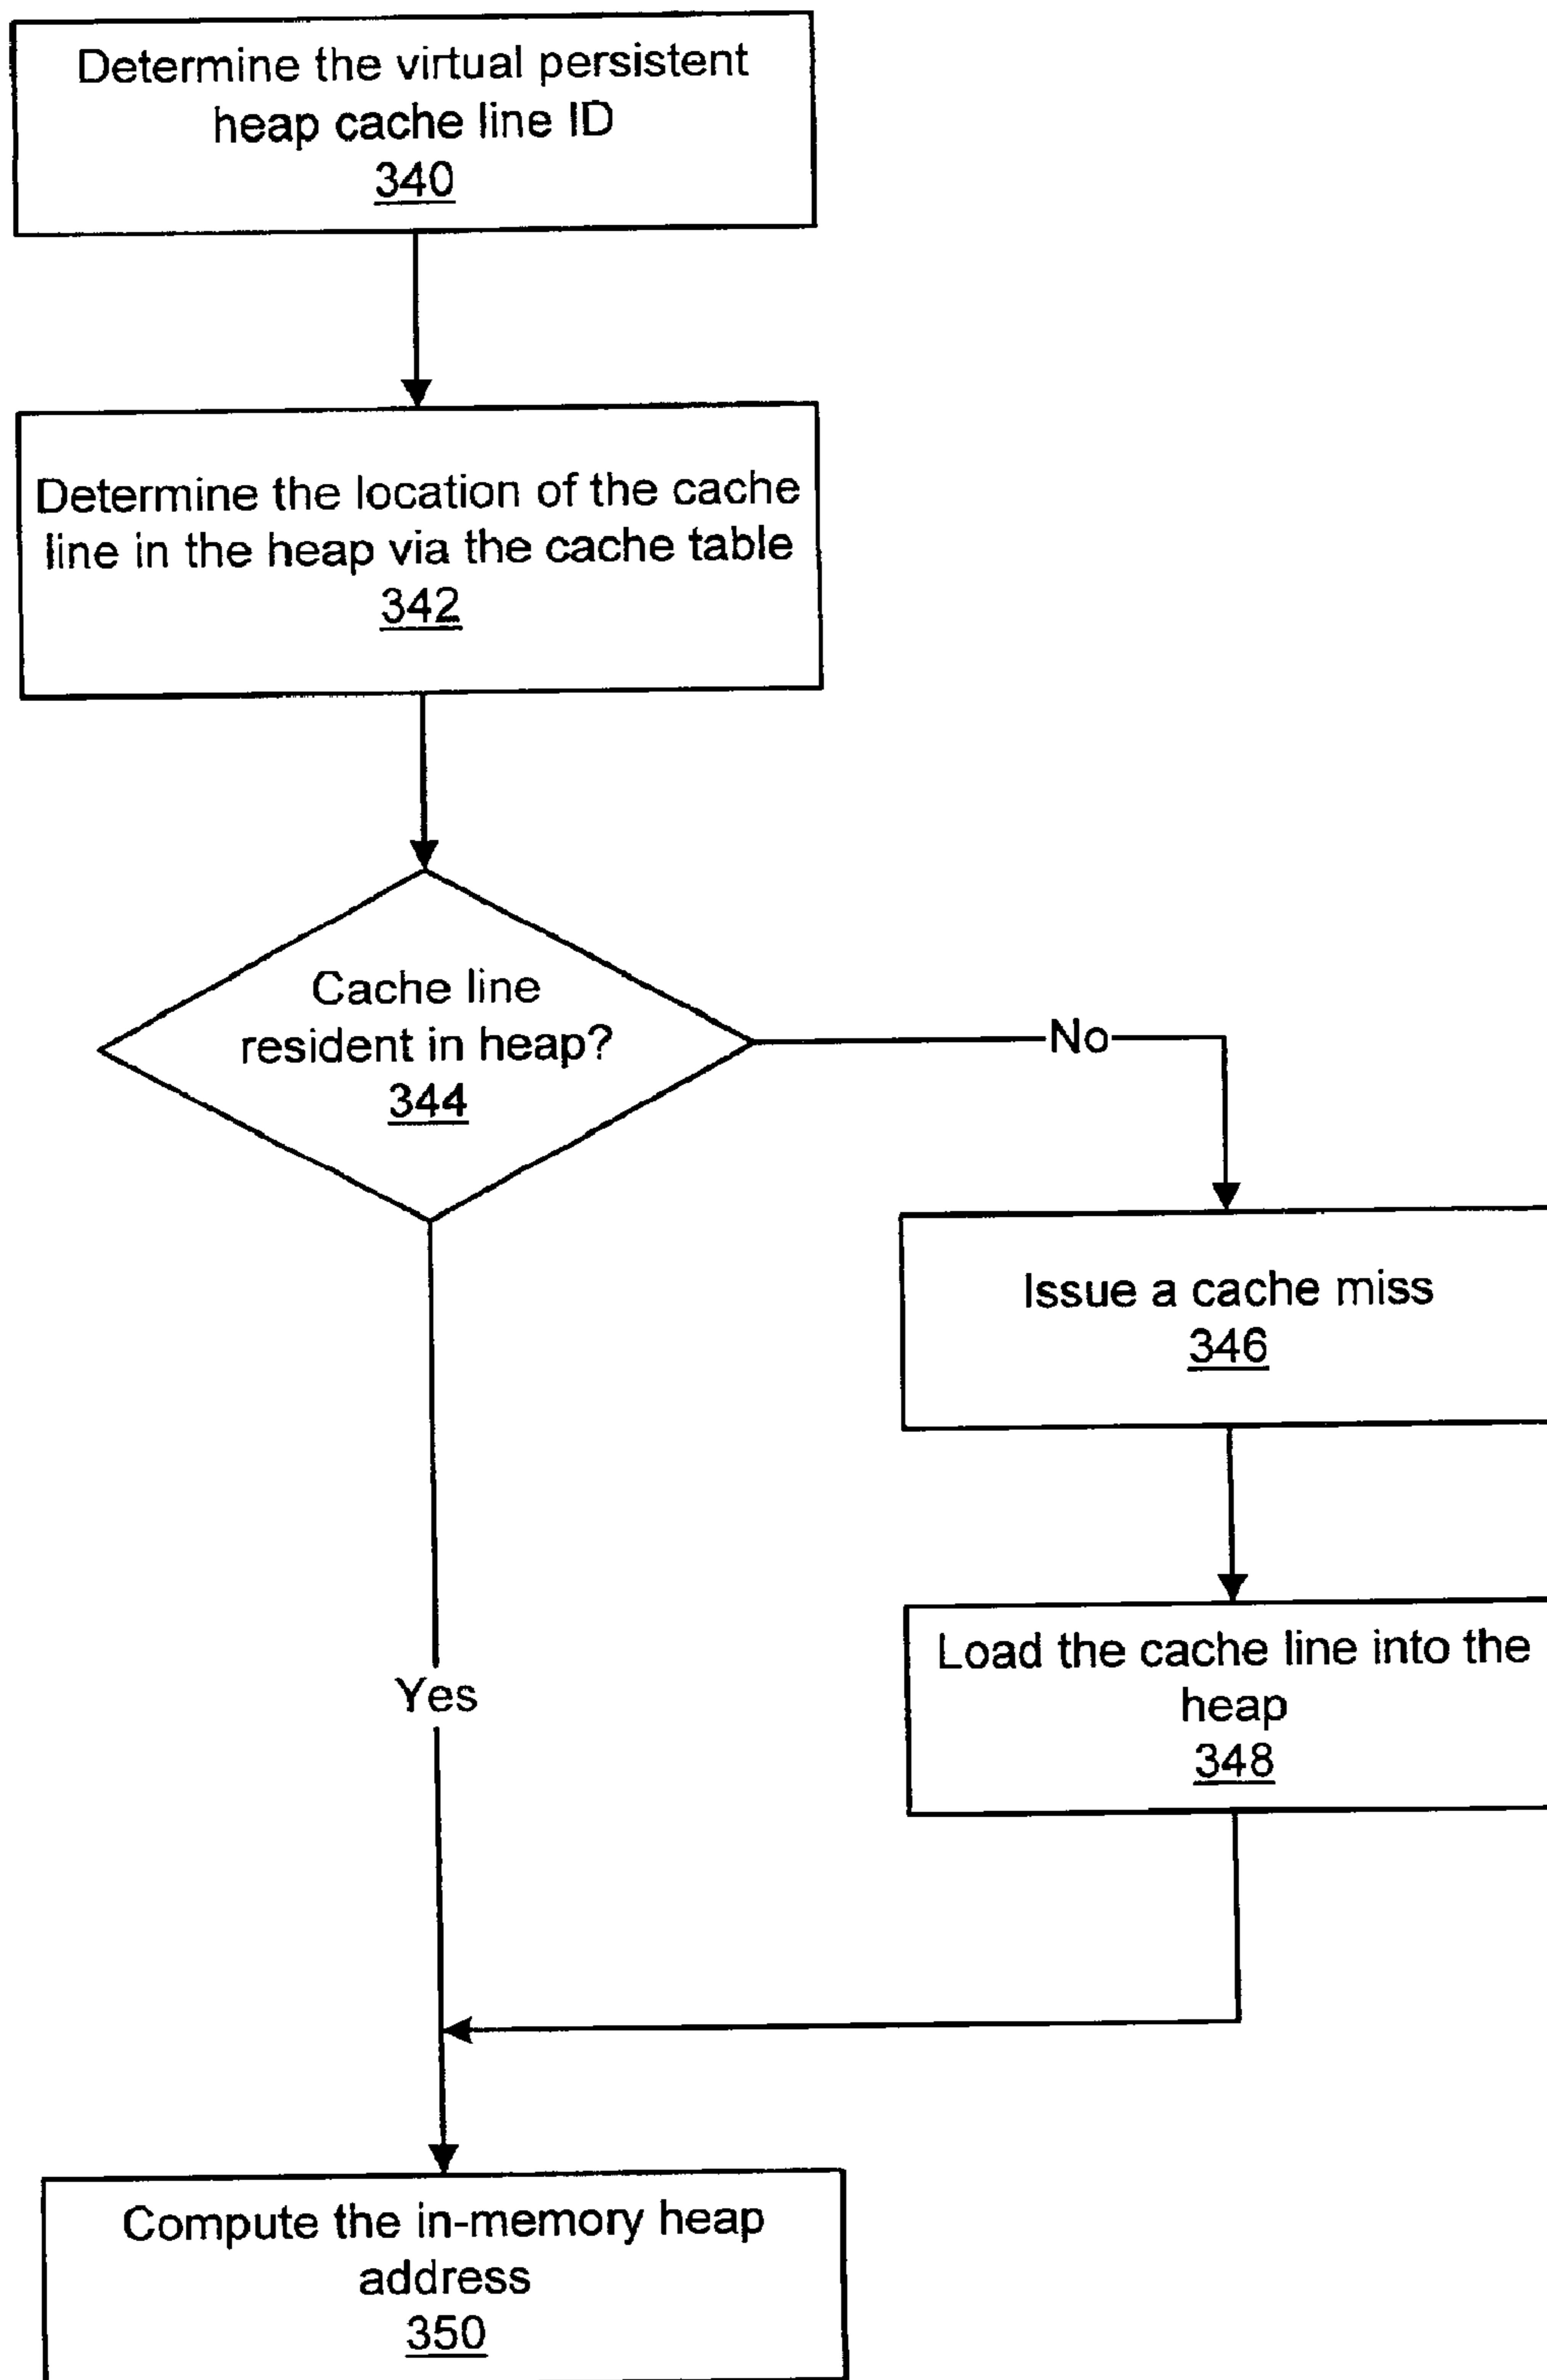 Determine the virtual persistent
heap cache line ID
340
Determine the location of the cache
line in the heap via the cache table
342
Cache line
resident in heap?
344
No
Issue a cache miss
346
Load the cache line into the
heap
348
Yes
Compute the in-memory heap
address
350